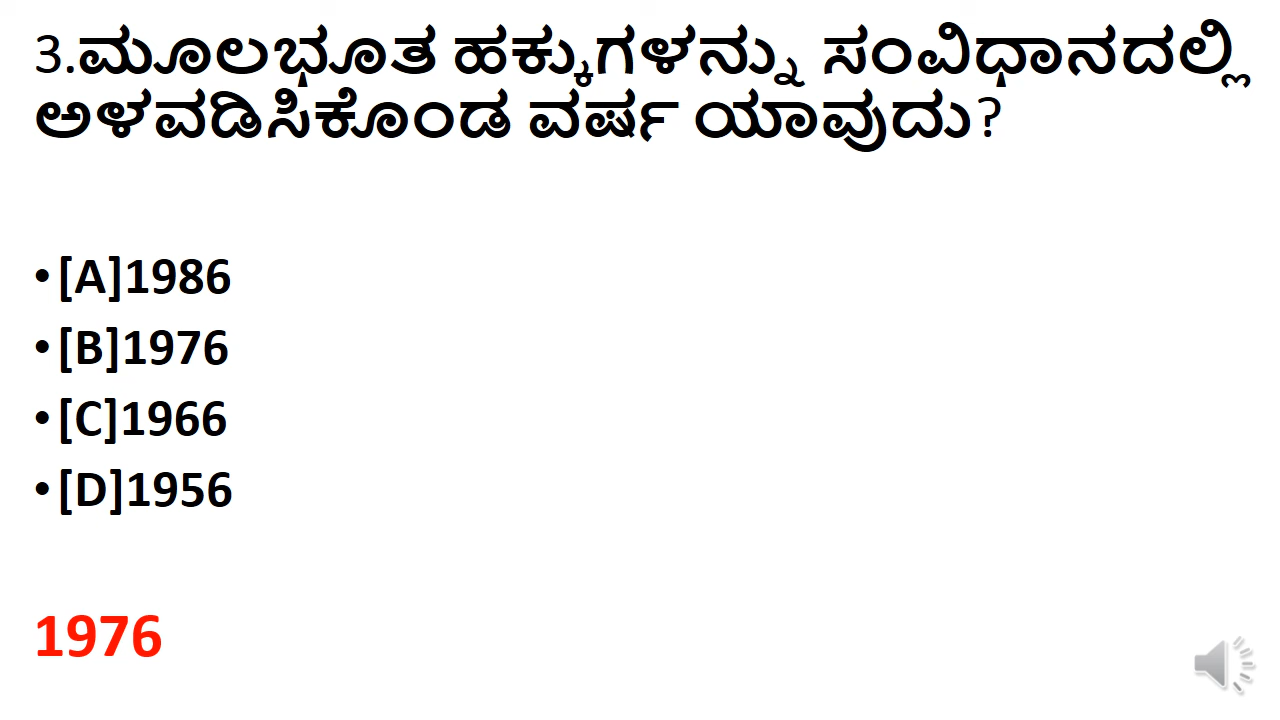 3.ಮೂಲಭೂತ ಹಕ್ಕುಗಳನ್ನು ಸಂವಿಧಾನದಲ್ಲಿ
ಅಳವಡಿಸಿಕೊಂಡ ವರ್ಷ ಯಾವುದು?
•[A]1986
•[B]1976
•[C]1966
•[D]1956
1976